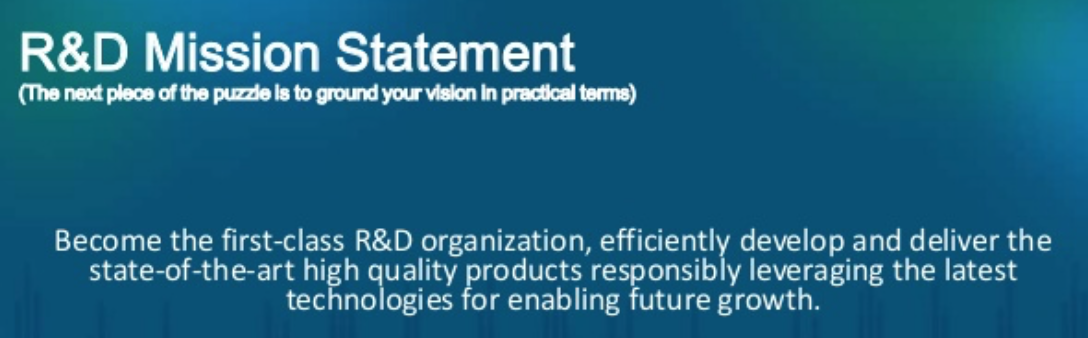 R&D Mission Statement
(The next piece of the puzzle is to ground your vision in practical terms)
Become the first-class R&D organization, efficiently develop and deliver the
state-of-the-art high quality products responsibly leveraging the latest
technologies for enabling future growth.